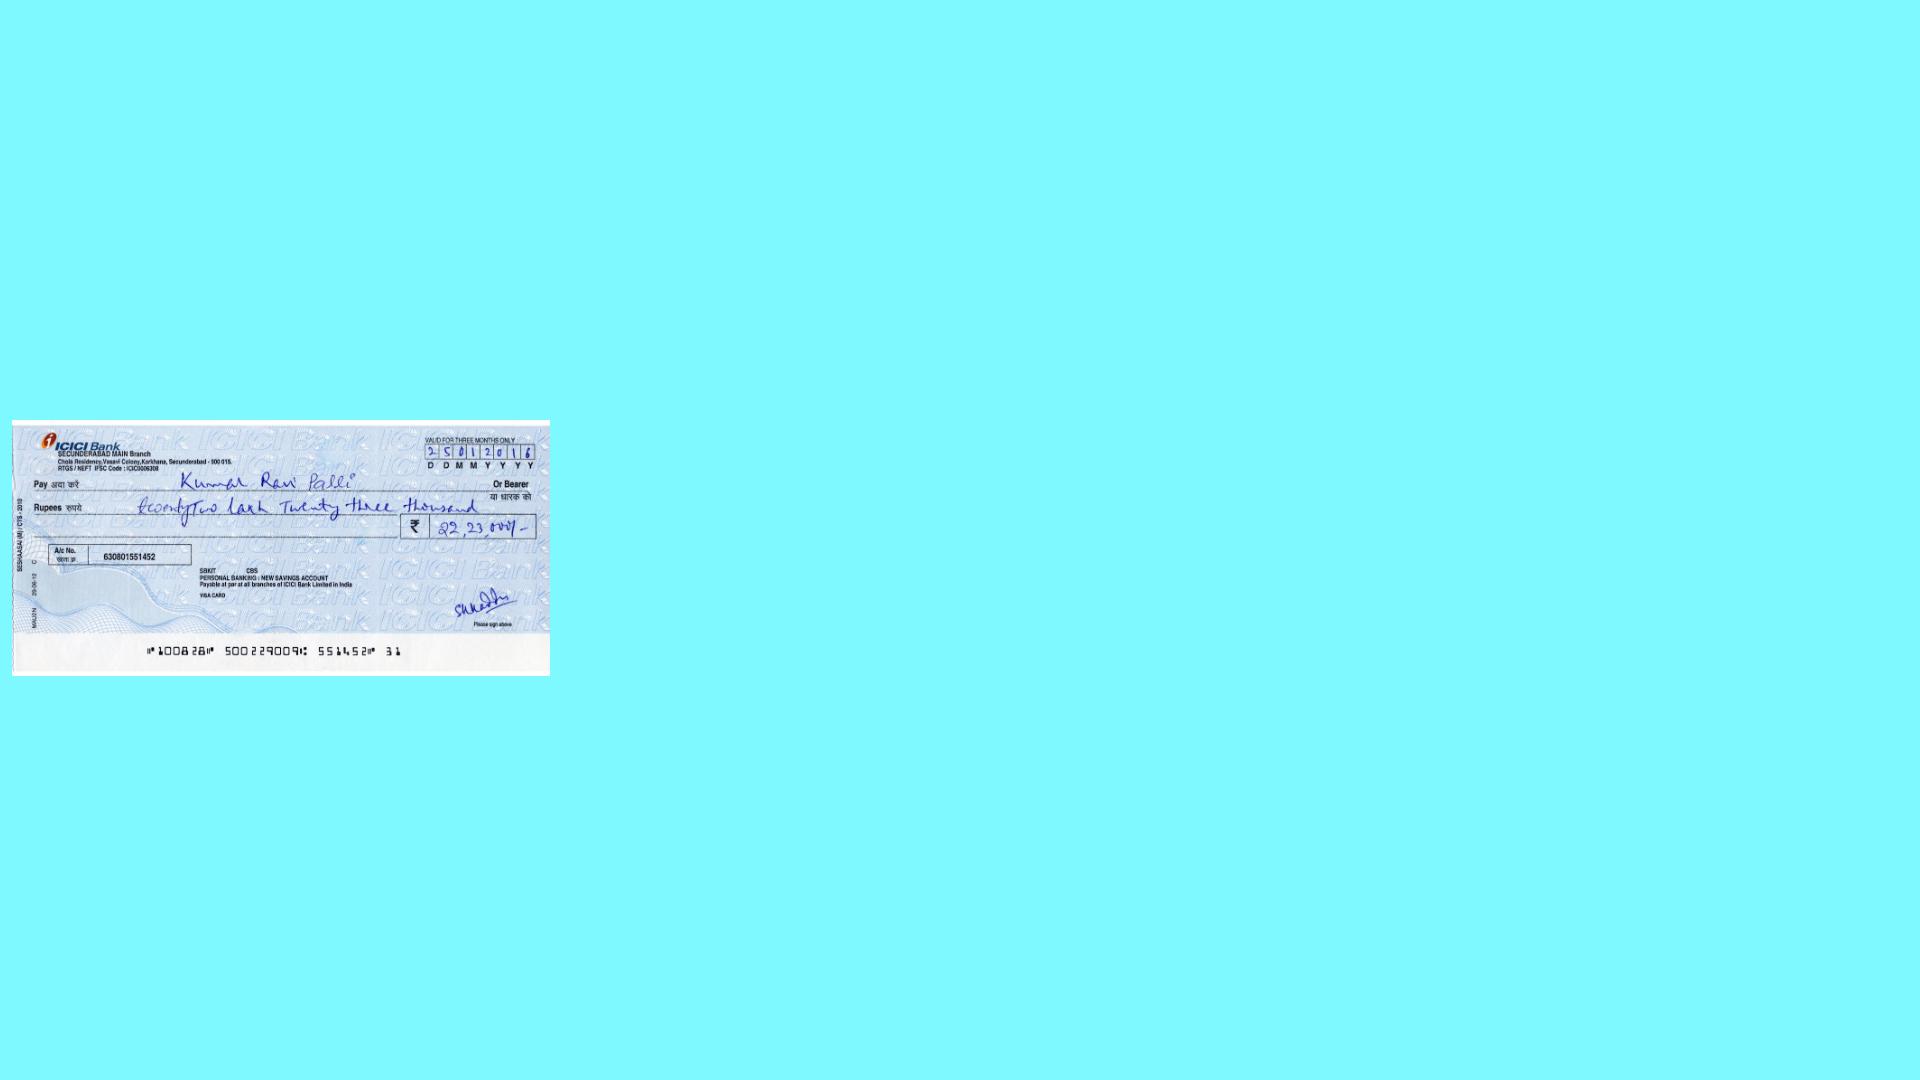 ICICI Bank
SECUNDERABAD MAIN Branch
Chola Residency, Vasavi Colony, Karkhana, Secunderabad - 500 015.
RTGS / NEFT IFSC Code : ICIC0006308
VALID FOR THREE MONTHS ONLY
2 5 0 1 2 0 1 6
D D M M Y Y Y Y
Pay अदा करें Kumar Ravi Palli Or Bearer
या धारक को
Rupees रुपये Twenty Two lakh Twenty three thousand
₹ 22,23,000/-
A/c No. 630801551452
खाता क्र.
SBKIT CBS
PERSONAL BANKING : NEW SAVINGS ACCOUNT
Payable at par at all branches of ICICI Bank Limited in India
VISA CARD
Please sign above
SESHAASAI (M) / CTS - 2010
⑈100828⑈ 500229009⑆ 551452⑈ 31